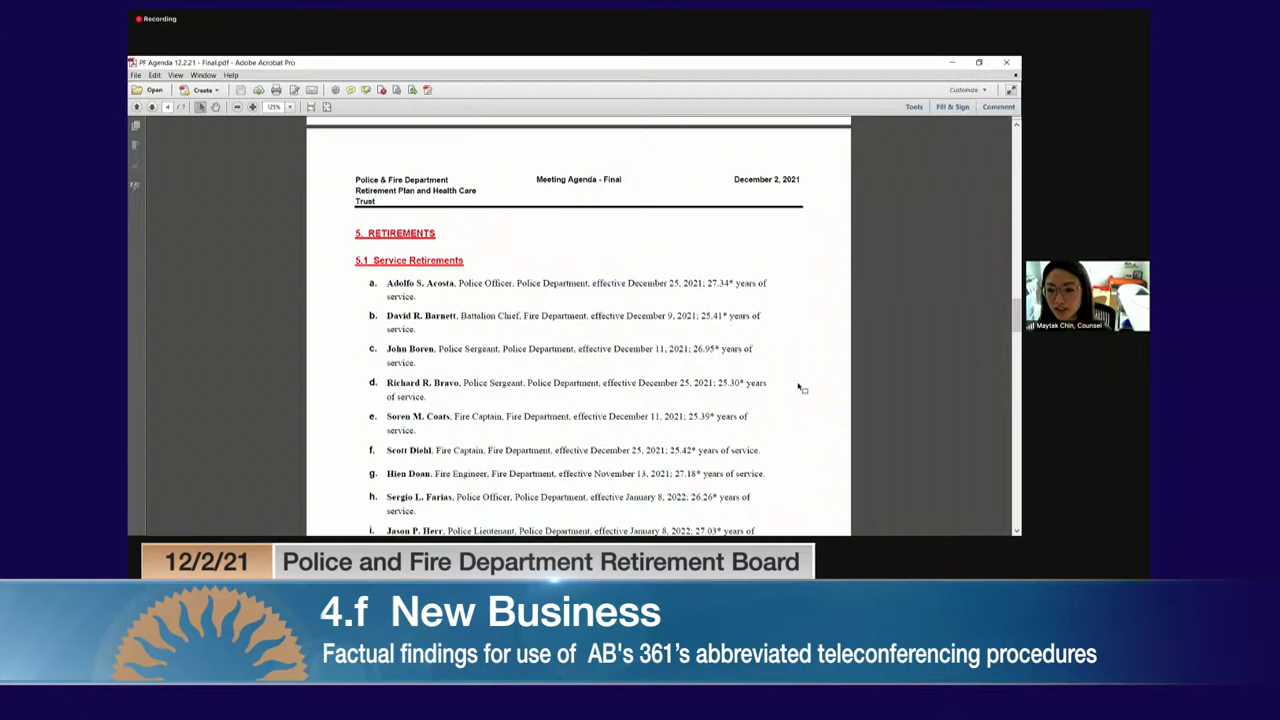 Recording
PF Agenda 12.2.21 - Final.pdf - Adobe Acrobat Pro
File Edit View Window Help
Open Create Customize
4 / 7 125% Tools Fill & Sign Comment
Police & Fire Department Meeting Agenda - Final December 2, 2021
Retirement Plan and Health Care
Trust
5. RETIREMENTS
5.1 Service Retirements
a. Adolfo S. Acosta, Police Officer, Police Department, effective December 25, 2021; 27.34* years of
service.
b. David R. Barnett, Battalion Chief, Fire Department, effective December 9, 2021; 25.41* years of
service.
c. John Boren, Police Sergeant, Police Department, effective December 11, 2021; 26.95* years of
service.
d. Richard R. Bravo, Police Sergeant, Police Department, effective December 25, 2021; 25.30* years
of service.
e. Soren M. Coats, Fire Captain, Fire Department, effective December 11, 2021; 25.39* years of
service.
f. Scott Diehl, Fire Captain, Fire Department, effective December 25, 2021; 25.42* years of service.
g. Hien Doan, Fire Engineer, Fire Department, effective November 13, 2021; 27.18* years of service.
h. Sergio L. Farias, Police Officer, Police Department, effective January 8, 2022; 26.26* years of
service.
i. Jason P. Herr, Police Lieutenant, Police Department, effective January 8, 2022; 27.03* years of
Maytak Chin, Counsel
12/2/21 Police and Fire Department Retirement Board
4.f New Business
Factual findings for use of AB's 361's abbreviated teleconferencing procedures